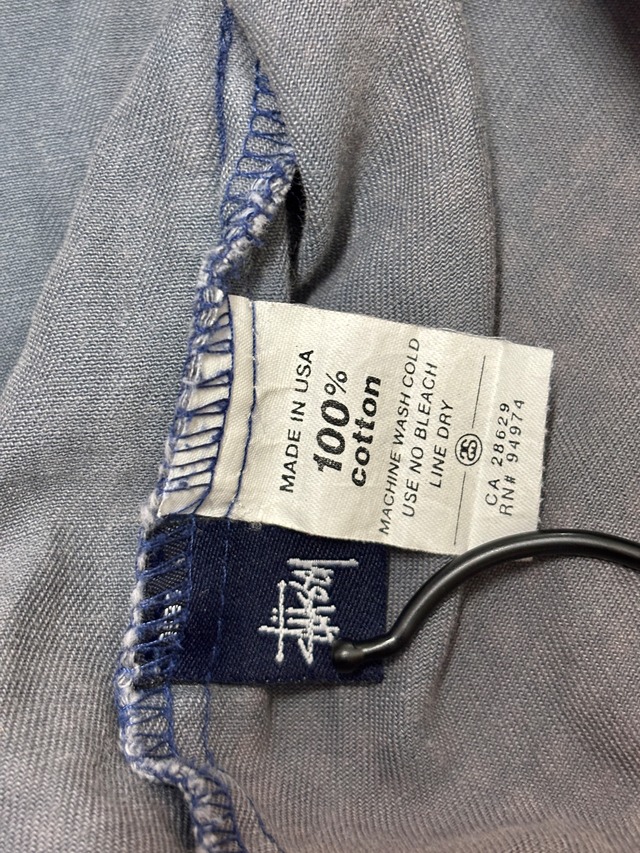 MADE IN USA
100%
cotton
MACHINE WASH COLD
USE NO BLEACH
LINE DRY
CA 28629
RN# 94974
Stüssy